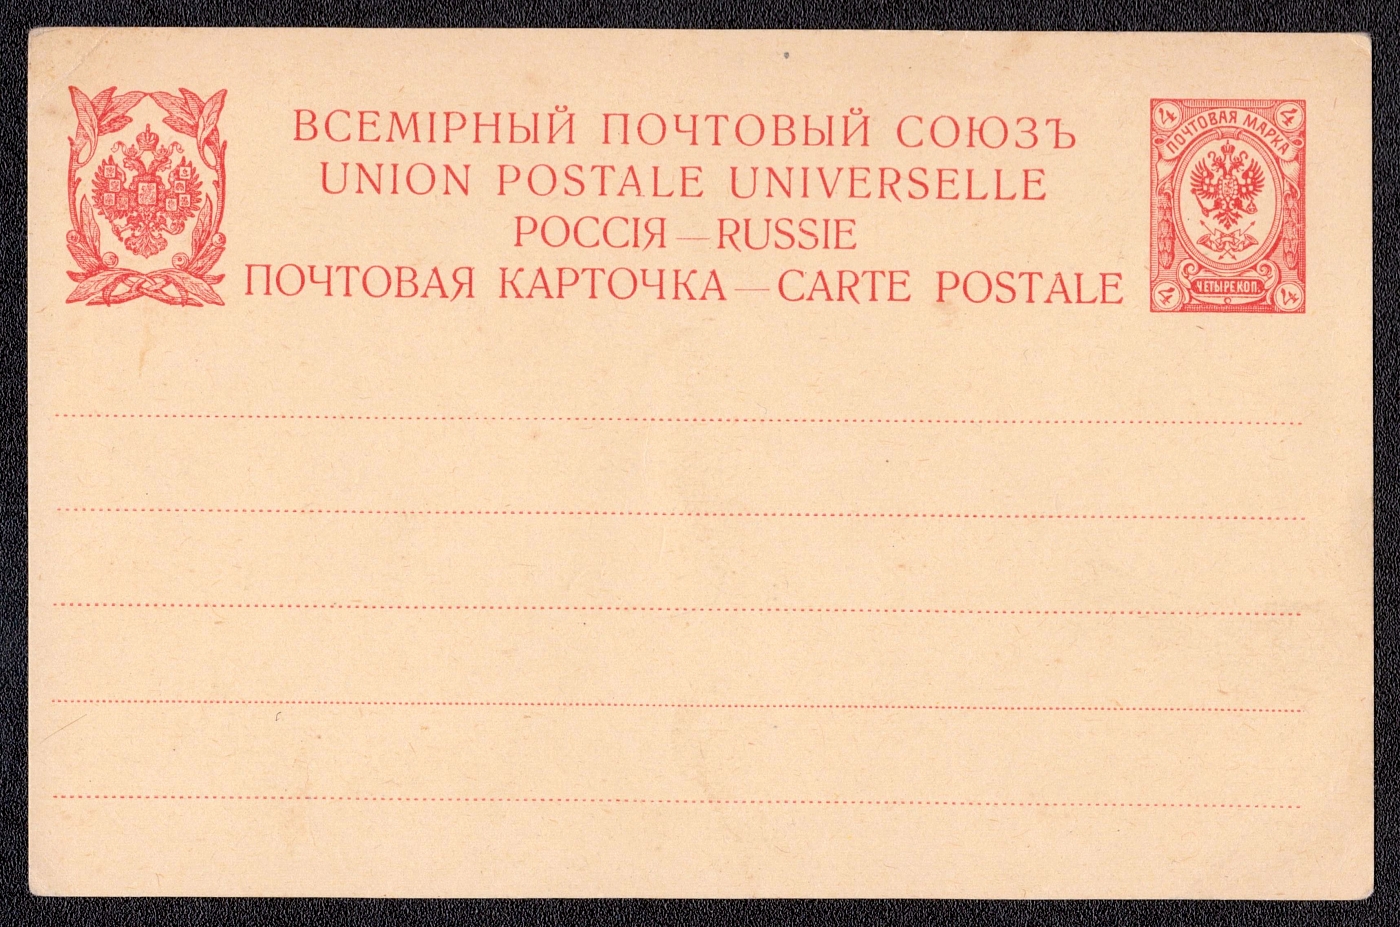 ВСЕМІРНЫЙ ПОЧТОВЫЙ СОЮЗЪ
UNION POSTALE UNIVERSELLE
РОССІЯ — RUSSIE
ПОЧТОВАЯ КАРТОЧКА — CARTE POSTALE
4 4
ПОЧТОВАЯ МАРКА
ЧЕТЫРЕ КОП.
4 4